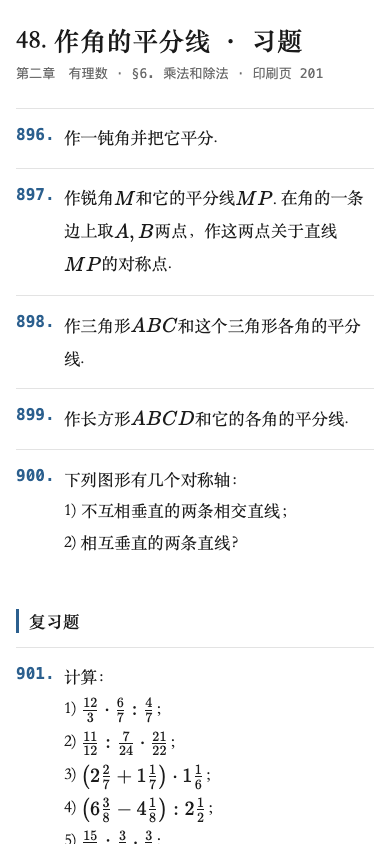 48. 作角的平分线 · 习题
第二章 有理数 · §6. 乘法和除法 · 印刷页 201
896. 作一钝角并把它平分.
897. 作锐角M和它的平分线MP. 在角的一条
边上取A, B两点，作这两点关于直线
MP的对称点.
898. 作三角形ABC和这个三角形各角的平分
线.
899. 作长方形ABCD和它的各角的平分线.
900. 下列图形有几个对称轴：
1) 不互相垂直的两条相交直线；
2) 相互垂直的两条直线？
复习题
901. 计算：
1) 12/3 · 6/7 : 4/7；
2) 11/12 : 7/24 · 21/22；
3) (2 2/7 + 1 1/7) · 1 1/6；
4) (6 3/8 − 4 1/8) : 2 1/2；